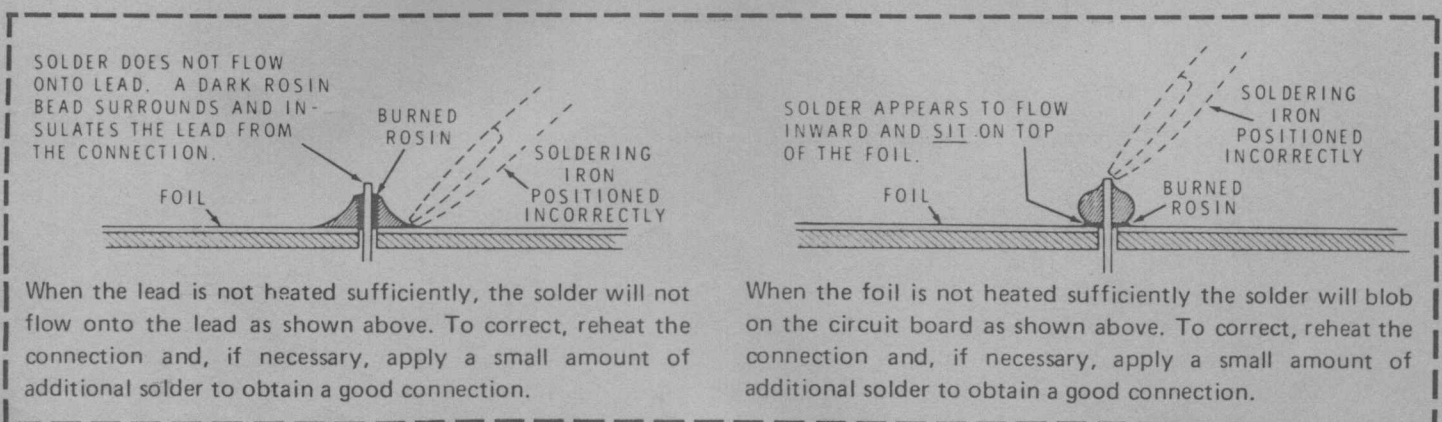 SOLDER DOES NOT FLOW
ONTO LEAD. A DARK ROSIN
BEAD SURROUNDS AND IN-
SULATES THE LEAD FROM
THE CONNECTION.
BURNED
ROSIN
SOLDERING
IRON
POSITIONED
INCORRECTLY
FOIL
When the lead is not heated sufficiently, the solder will not
flow onto the lead as shown above. To correct, reheat the
connection and, if necessary, apply a small amount of
additional solder to obtain a good connection.
SOLDER APPEARS TO FLOW
INWARD AND SIT ON TOP
OF THE FOIL.
SOLDERING
IRON
POSITIONED
INCORRECTLY
FOIL
BURNED
ROSIN
When the foil is not heated sufficiently the solder will blob
on the circuit board as shown above. To correct, reheat the
connection and, if necessary, apply a small amount of
additional solder to obtain a good connection.